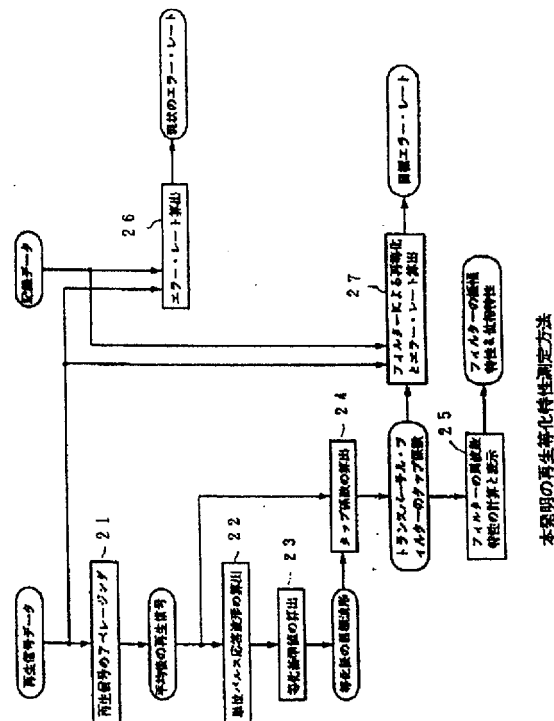 再生信号データ
再生信号のアベレージング
21
平均後の再生信号
単位パルス応答波形の算出
22
等化基準値の算出
23
等化後の目標波形
タップ係数の算出
24
トランスバーサル・フ
ィルターのタップ係数
フィルターの周波数
特性の計算と表示
25
フィルターの振幅
特性&位相特性
記録データ
エラー・レート算出
26
現状のエラー・レート
フィルターによる再等化
とエラー・レート算出
27
目標エラー・レート
本発明の再生等化特性測定方法